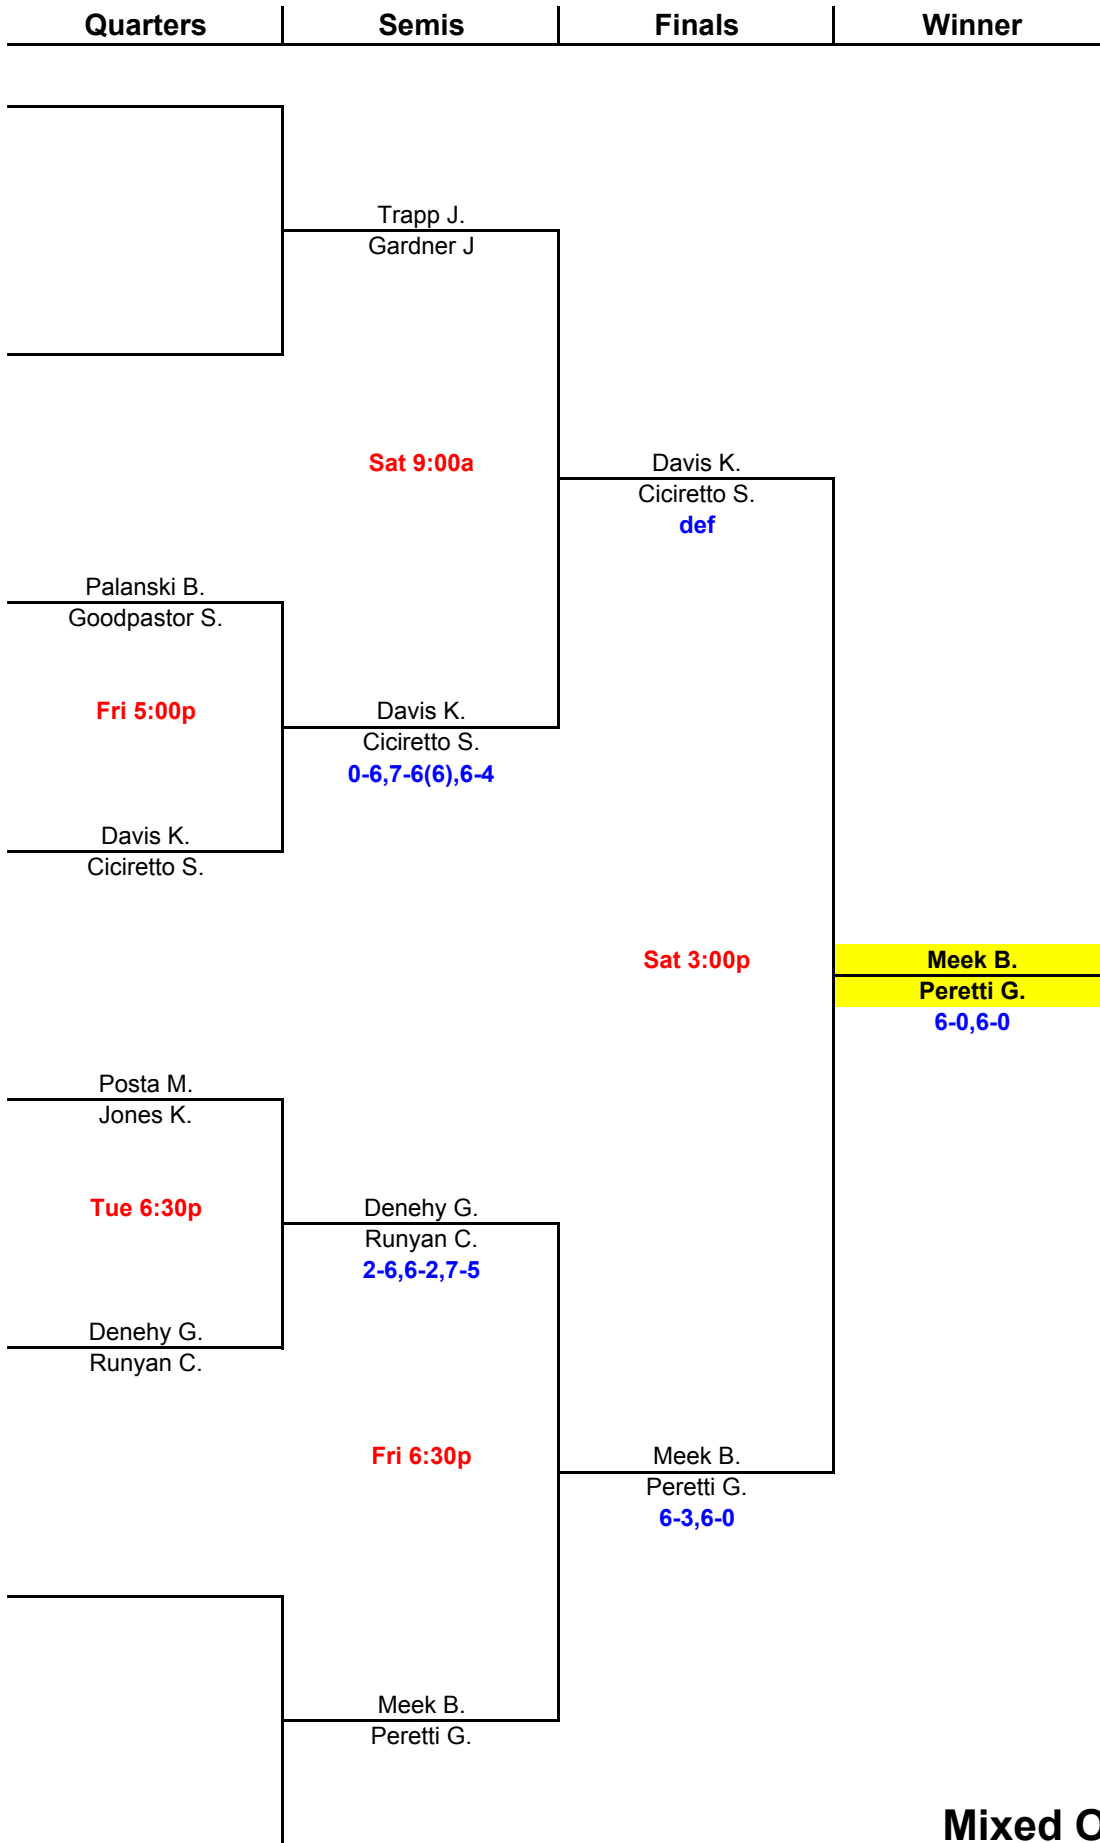 Quarters Semis Finals Winner
Trapp J.
Gardner J
Sat 9:00a
Davis K.
Ciciretto S.
def
Palanski B.
Goodpastor S.
Fri 5:00p
Davis K.
Ciciretto S.
0-6,7-6(6),6-4
Davis K.
Ciciretto S.
Sat 3:00p
Meek B.
Peretti G.
6-0,6-0
Posta M.
Jones K.
Tue 6:30p
Denehy G.
Runyan C.
2-6,6-2,7-5
Denehy G.
Runyan C.
Fri 6:30p
Meek B.
Peretti G.
6-3,6-0
Meek B.
Peretti G.
Mixed O